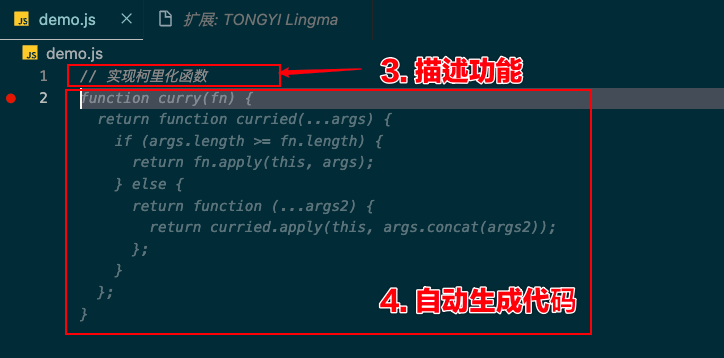 JS demo.js × 扩展: TONGYI Lingma
JS demo.js
1 // 实现柯里化函数
3. 描述功能
2 function curry(fn) {
return function curried(...args) {
if (args.length >= fn.length) {
return fn.apply(this, args);
} else {
return function (...args2) {
return curried.apply(this, args.concat(args2));
};
}
};
}
4. 自动生成代码